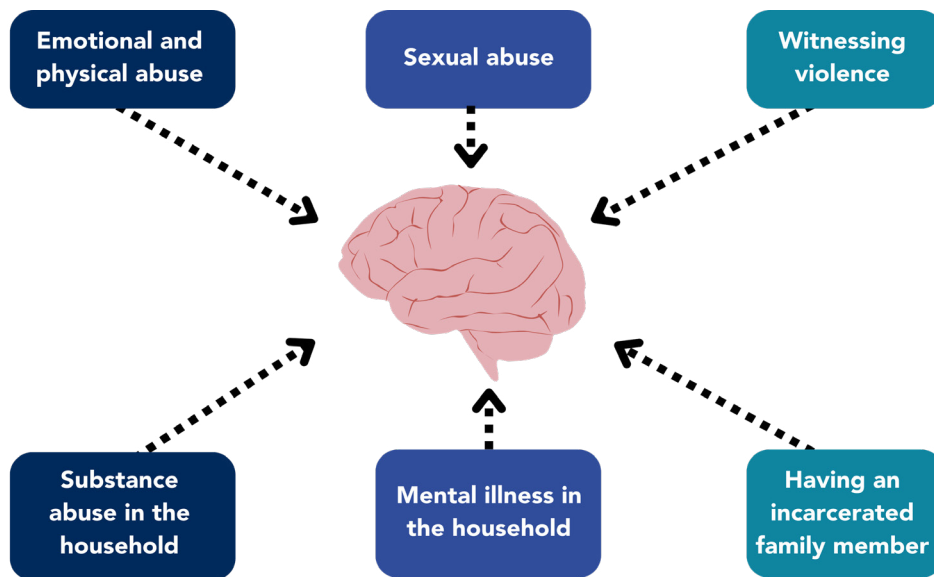 Emotional and
physical abuse
Sexual abuse
Witnessing
violence
Substance
abuse in the
household
Mental illness in
the household
Having an
incarcerated
family member